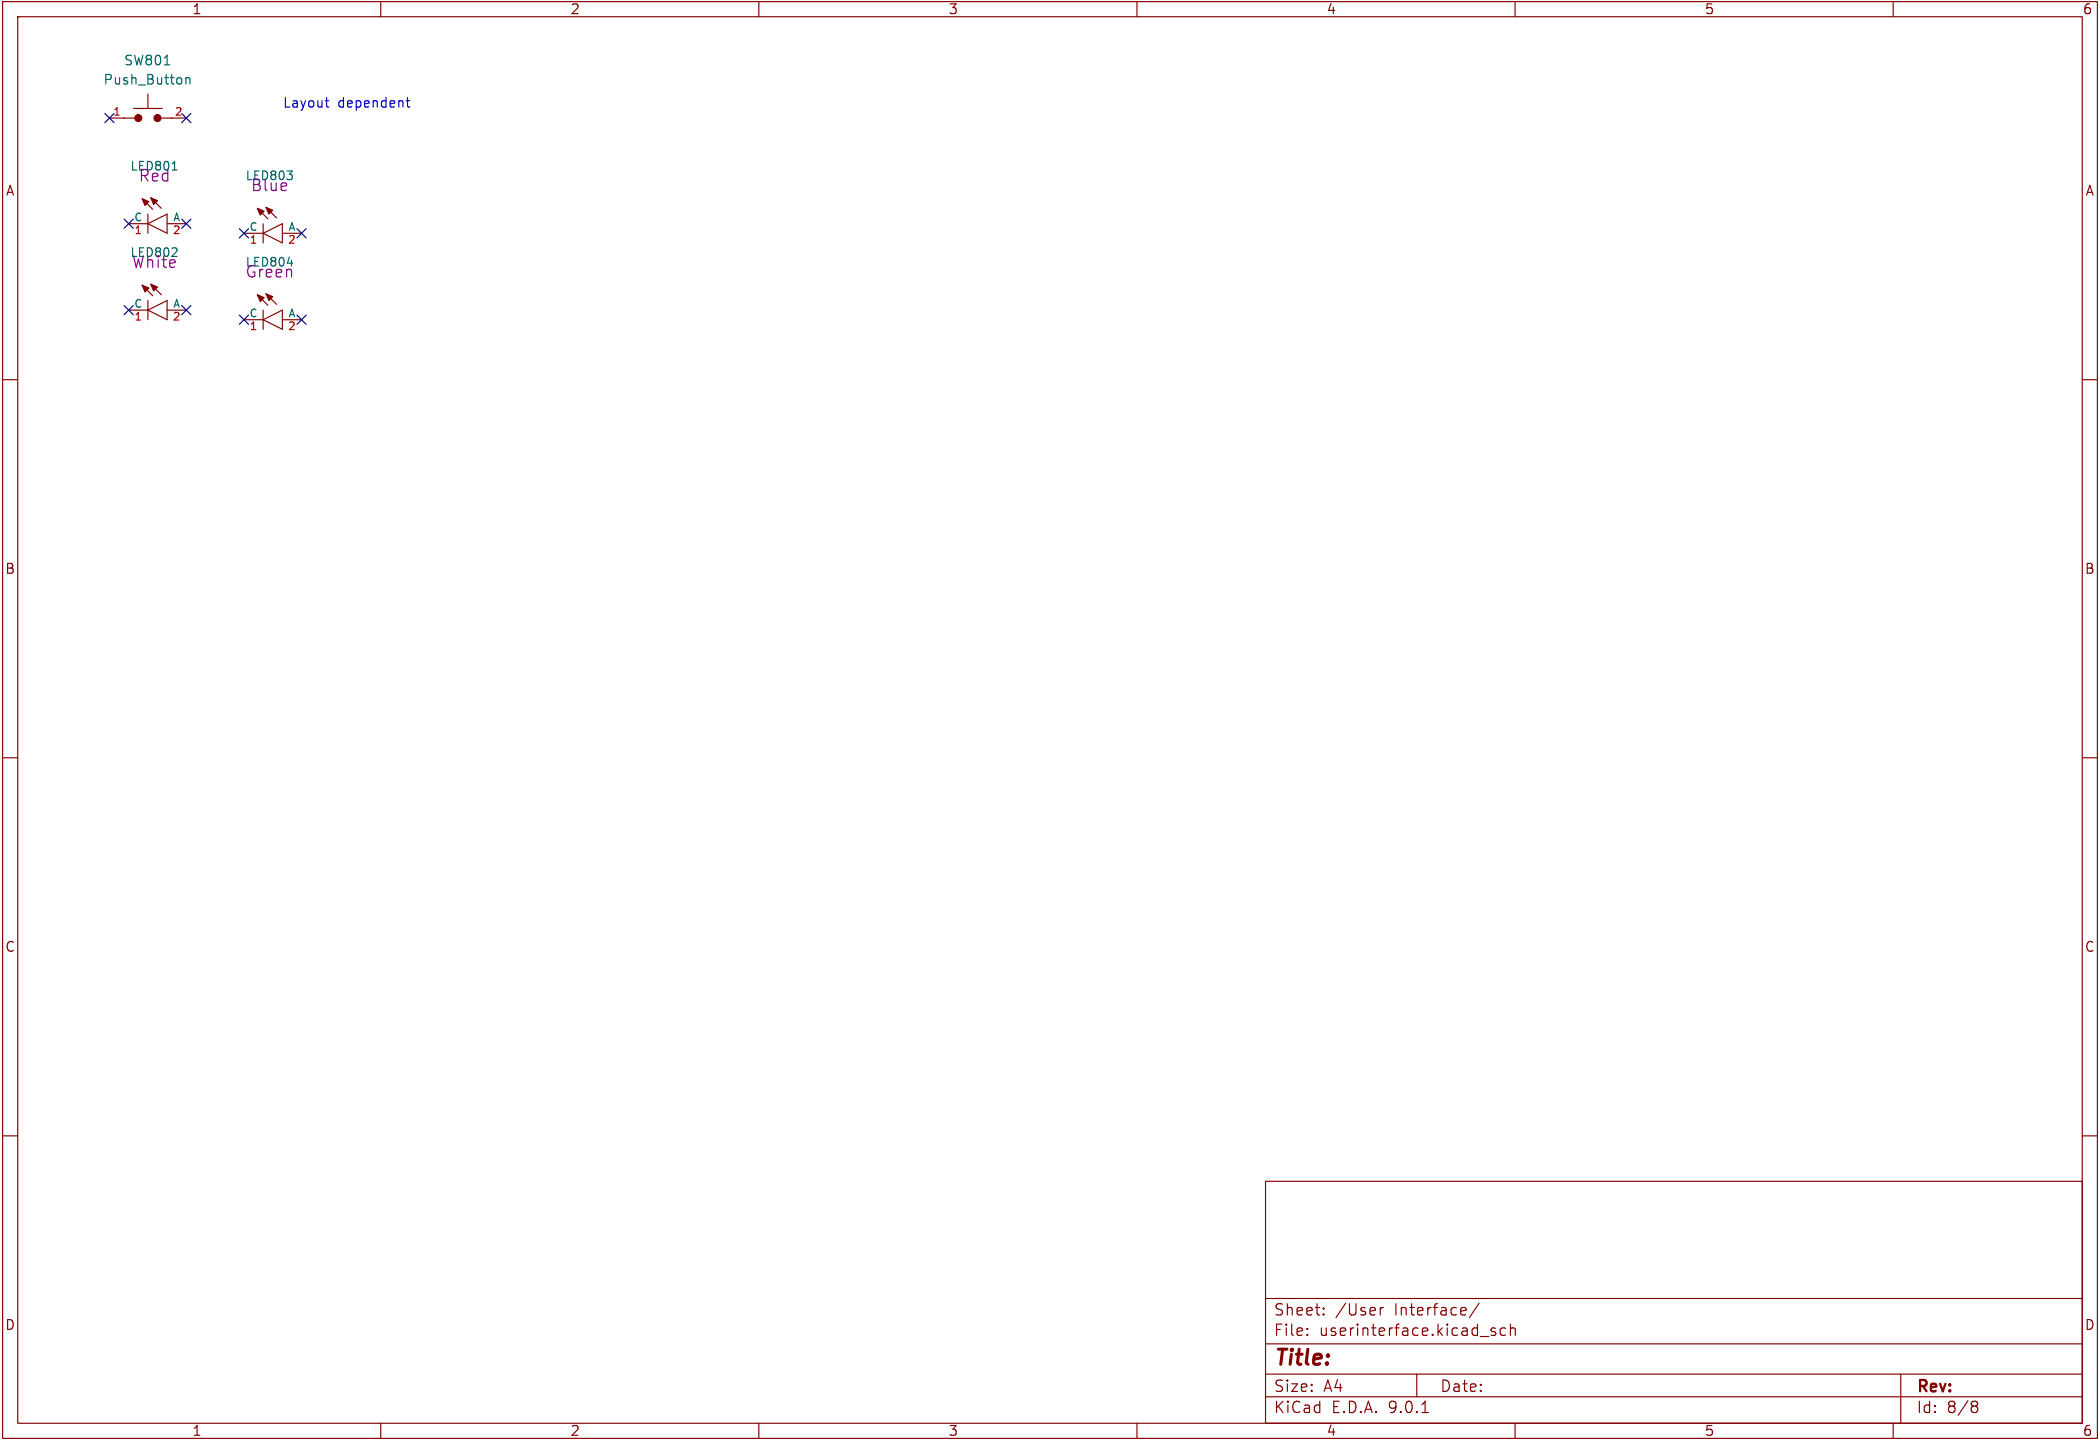 1 2 3 4 5 6
SW801
Push_Button
1 2
Layout dependent
LED801
Red
C A
1 2
LED803
Blue
C A
1 2
LED802
White
C A
1 2
LED804
Green
C A
1 2
A A
B B
C C
D D
Sheet: /User Interface/
File: userinterface.kicad_sch
Title:
Size: A4 Date: Rev:
KiCad E.D.A. 9.0.1 Id: 8/8
1 2 3 4 5 6